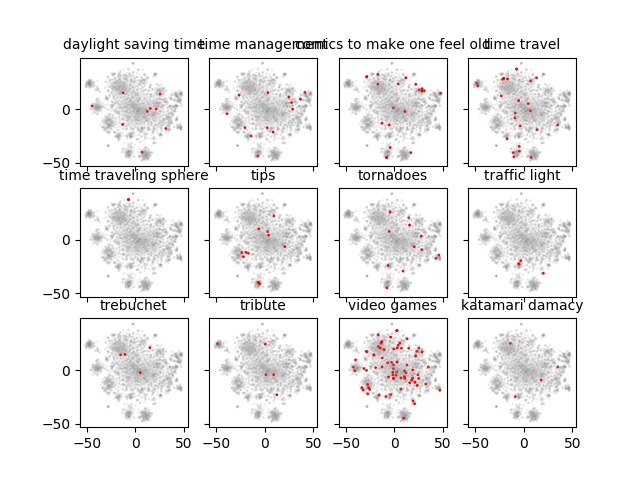 daylight saving time time management comics to make one feel old time travel
0
−50
time traveling sphere tips tornadoes traffic light
0
−50
trebuchet tribute video games katamari damacy
0
−50
−50 0 50 −50 0 50 −50 0 50 −50 0 50